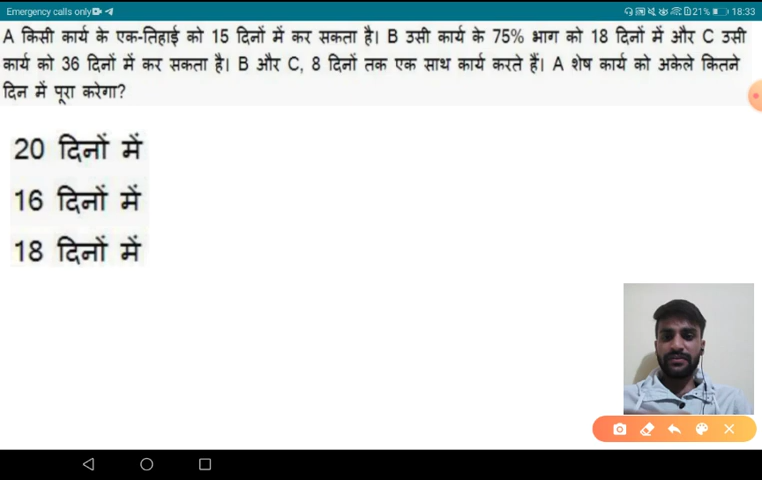 Emergency calls only 21% 18:33
A किसी कार्य के एक-तिहाई को 15 दिनों में कर सकता है। B उसी कार्य के 75% भाग को 18 दिनों में और C उसी
कार्य को 36 दिनों में कर सकता है। B और C, 8 दिनों तक एक साथ कार्य करते हैं। A शेष कार्य को अकेले कितने
दिन में पूरा करेगा?
20 दिनों में
16 दिनों में
18 दिनों में